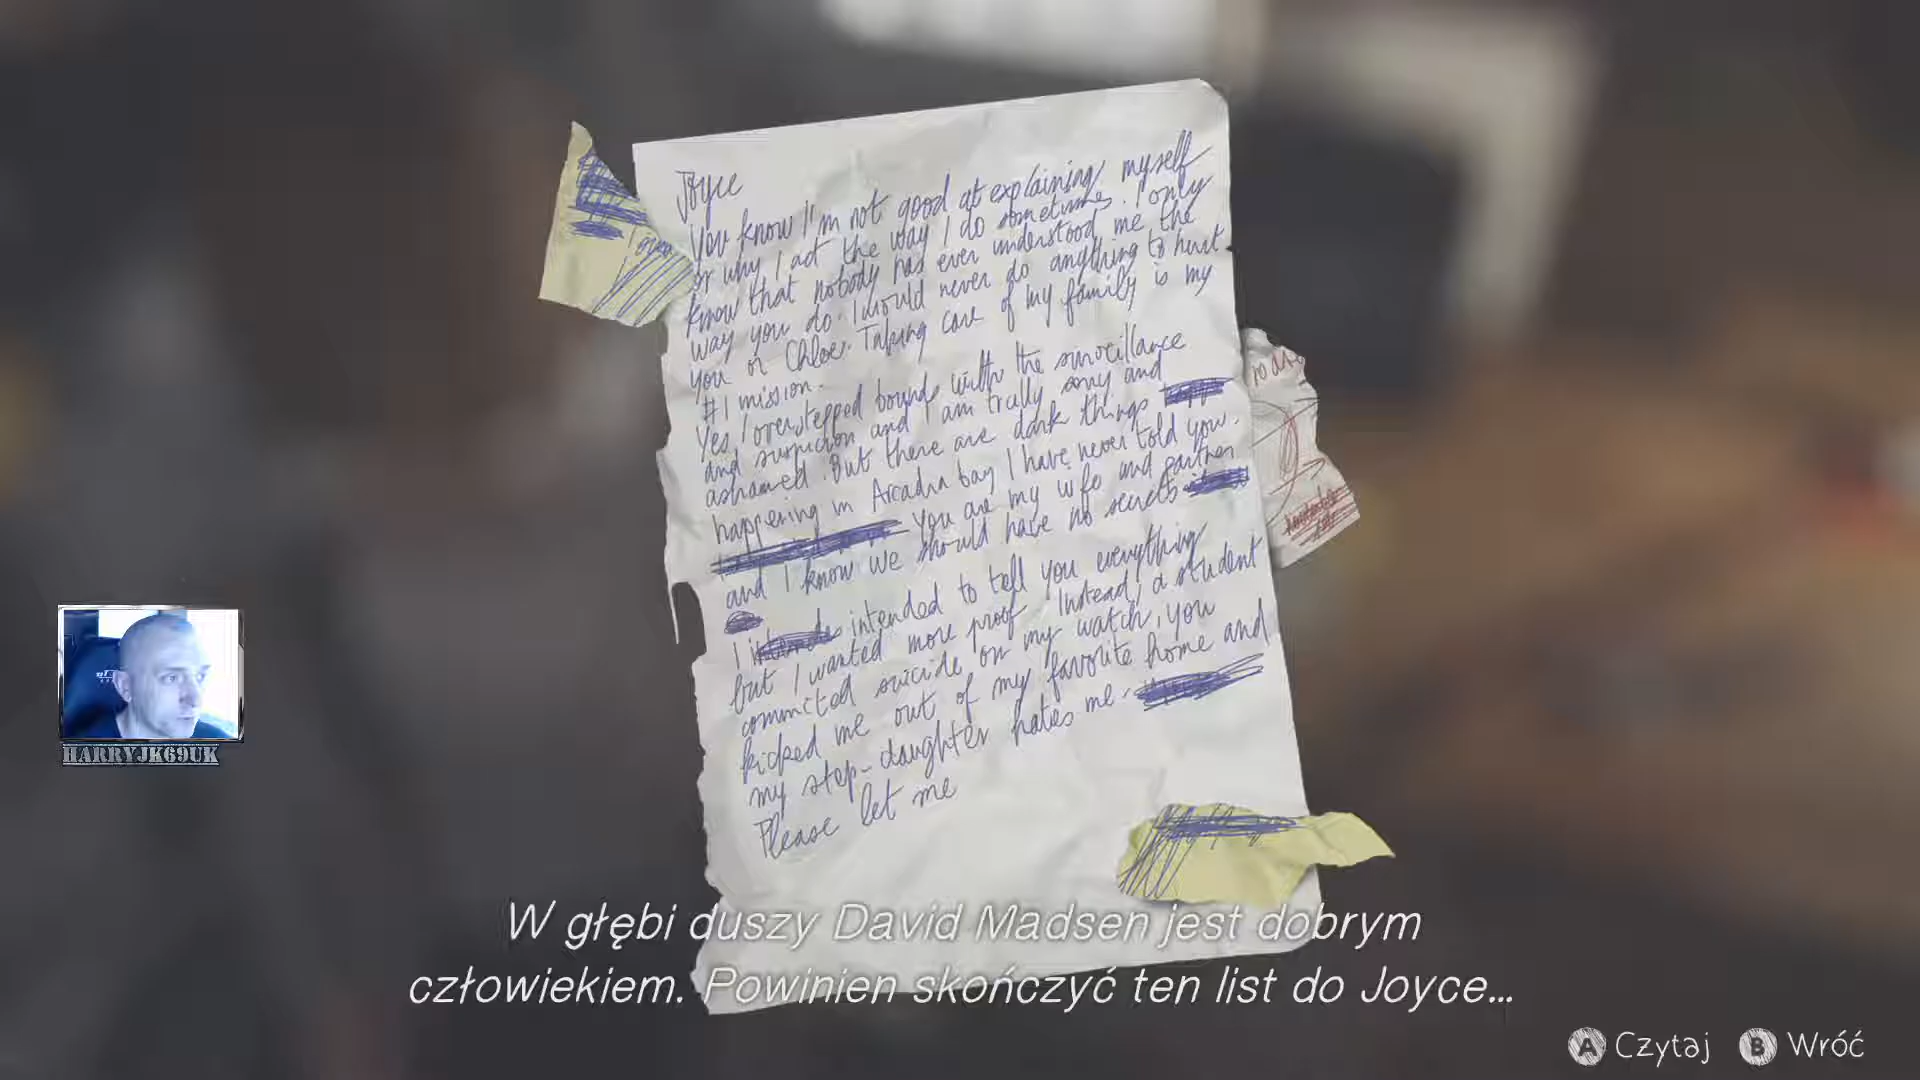 Joyce
You know I'm not good at explaining myself
or why I act the way I do sometimes. I only
know that nobody has ever understood me the
way you do. I would never do anything to hurt
you or Chloe. Taking care of my family is my
#1 mission.
Yes, I overstepped bounds with the surveillance
and suspicion and I am truly sorry and
ashamed. But there are dark things
happening in Arcadia bay I have never told you.
You are my wife and partner
and I know we should have no secrets
I intended to tell you everything
but I wanted more proof. Instead, a student
committed suicide on my watch, you
kicked me out of my favorite home and
my step-daughter hates me.
Please let me
W głębi duszy David Madsen jest dobrym
człowiekiem. Powinien skończyć ten list do Joyce...
HARRYJK69UK
A Czytaj B Wróć